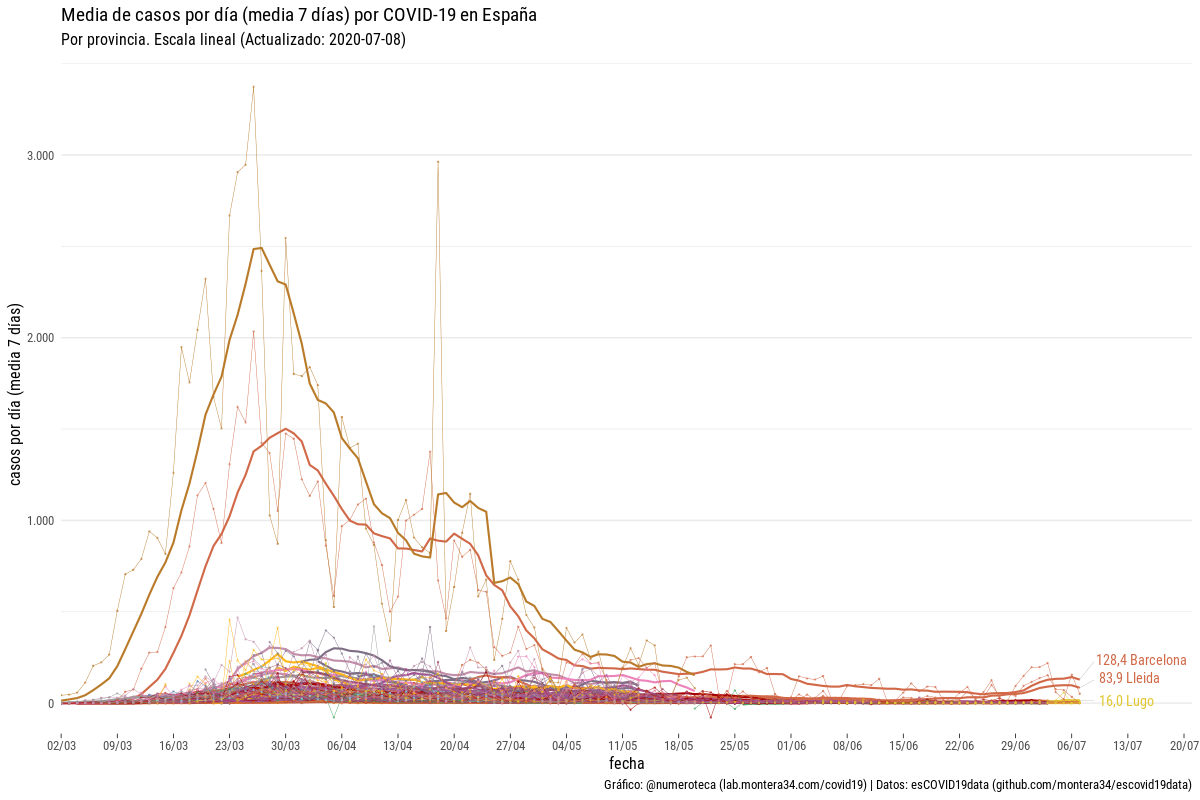 Media de casos por día (media 7 días) por COVID-19 en España
Por provincia. Escala lineal (Actualizado: 2020-07-08)
casos por día (media 7 días)
3.000
2.000
1.000
0
128,4 Barcelona
83,9 Lleida
16,0 Lugo
02/03 09/03 16/03 23/03 30/03 06/04 13/04 20/04 27/04 04/05 11/05 18/05 25/05 01/06 08/06 15/06 22/06 29/06 06/07 13/07 20/07
fecha
Gráfico: @numeroteca (lab.montera34.com/covid19) | Datos: esCOVID19data (github.com/montera34/escovid19data)